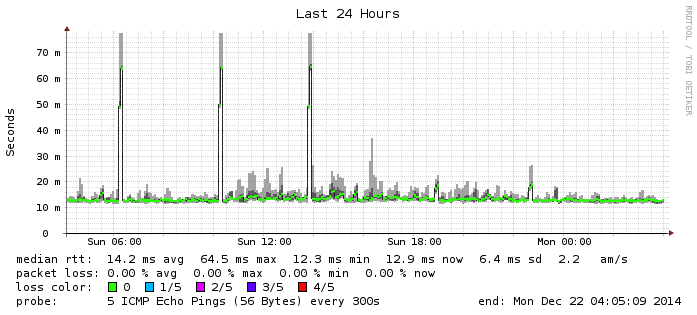 Last 24 Hours
RRDTOOL / TOBI OETIKER
Seconds
70 m
60 m
50 m
40 m
30 m
20 m
10 m
0
Sun 06:00 Sun 12:00 Sun 18:00 Mon 00:00
median rtt: 14.2 ms avg 64.5 ms max 12.3 ms min 12.9 ms now 6.4 ms sd 2.2 am/s
packet loss: 0.00 % avg 0.00 % max 0.00 % min 0.00 % now
loss color: 0 1/5 2/5 3/5 4/5
probe: 5 ICMP Echo Pings (56 Bytes) every 300s end: Mon Dec 22 04:05:09 2014